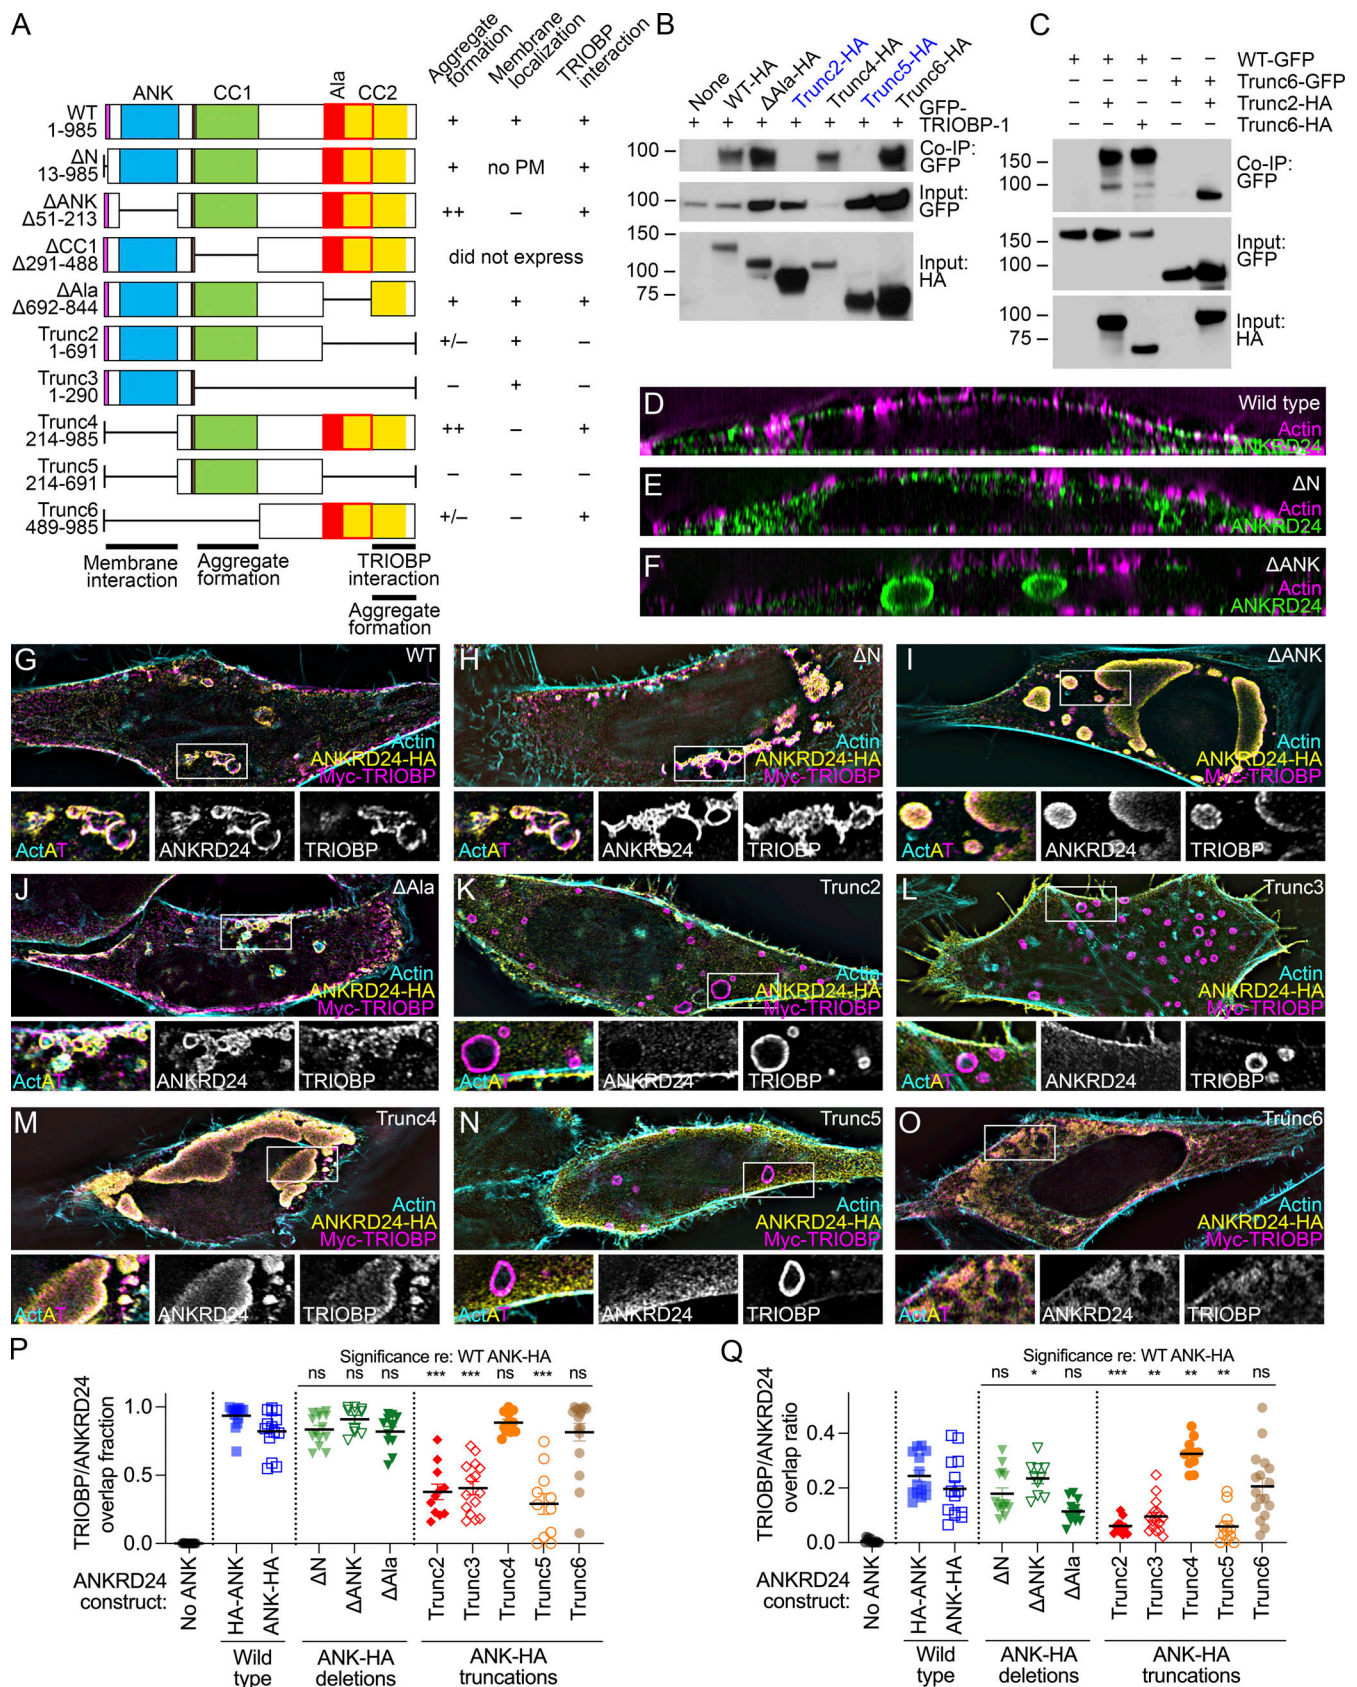 A
Aggregate formation
Membrane localization
TRIOBP interaction
ANK
CC1
Ala
CC2
WT
1-985
+ + +
ΔN
13-985
+ no PM +
ΔANK
Δ51-213
++ – +
ΔCC1
Δ291-488
did not express
ΔAla
Δ692-844
+ + +
Trunc2
1-691
+/– + –
Trunc3
1-290
– + –
Trunc4
214-985
++ – +
Trunc5
214-691
– – –
Trunc6
489-985
+/– – +
Membrane interaction
Aggregate formation
TRIOBP interaction
Aggregate formation
B
None
WT-HA
ΔAla-HA
Trunc2-HA
Trunc4-HA
Trunc5-HA
Trunc6-HA
GFP-
TRIOBP-1
+ + + + + + +
100
Co-IP:
GFP
100
Input:
GFP
100
75
Input:
HA
C
+ + + – – WT-GFP
– – – + + Trunc6-GFP
– + – – + Trunc2-HA
– – + – – Trunc6-HA
150
100
Co-IP:
GFP
150
100
Input:
GFP
100
75
Input:
HA
D
Wild type
Actin
ANKRD24
E
ΔN
Actin
ANKRD24
F
ΔANK
Actin
ANKRD24
G
WT
Actin
ANKRD24-HA
Myc-TRIOBP
ActAT
ANKRD24
TRIOBP
H
ΔN
Actin
ANKRD24-HA
Myc-TRIOBP
ActAT
ANKRD24
TRIOBP
I
ΔANK
Actin
ANKRD24-HA
Myc-TRIOBP
ActAT
ANKRD24
TRIOBP
J
ΔAla
Actin
ANKRD24-HA
Myc-TRIOBP
ActAT
ANKRD24
TRIOBP
K
Trunc2
Actin
ANKRD24-HA
Myc-TRIOBP
ActA
ANKRD24
TRIOBP
L
Trunc3
Actin
ANKRD24-HA
Myc-TRIOBP
ActAT
ANKRD24
TRIOBP
M
Trunc4
Actin
ANKRD24-HA
Myc-TRIOBP
ActAT
ANKRD24
TRIOBP
N
Trunc5
Actin
ANKRD24-HA
Myc-TRIOBP
ActAT
ANKRD24
TRIOBP
O
Trunc6
Actin
ANKRD24-HA
Myc-TRIOBP
ActAT
ANKRD24
TRIOBP
P
Significance re: WT ANK-HA
ns ns ns *** *** ns *** ns
TRIOBP/ANKRD24
overlap fraction
1.0
0.5
0.0
ANKRD24
construct:
No ANK
HA-ANK
ANK-HA
ΔN
ΔANK
ΔAla
Trunc2
Trunc3
Trunc4
Trunc5
Trunc6
Wild type
ANK-HA deletions
ANK-HA truncations
Q
Significance re: WT ANK-HA
ns * ns *** ** ** ** ns
TRIOBP/ANKRD24
overlap ratio
0.4
0.2
0.0
ANKRD24
construct:
No ANK
HA-ANK
ANK-HA
ΔN
ΔANK
ΔAla
Trunc2
Trunc3
Trunc4
Trunc5
Trunc6
Wild type
ANK-HA deletions
ANK-HA truncations